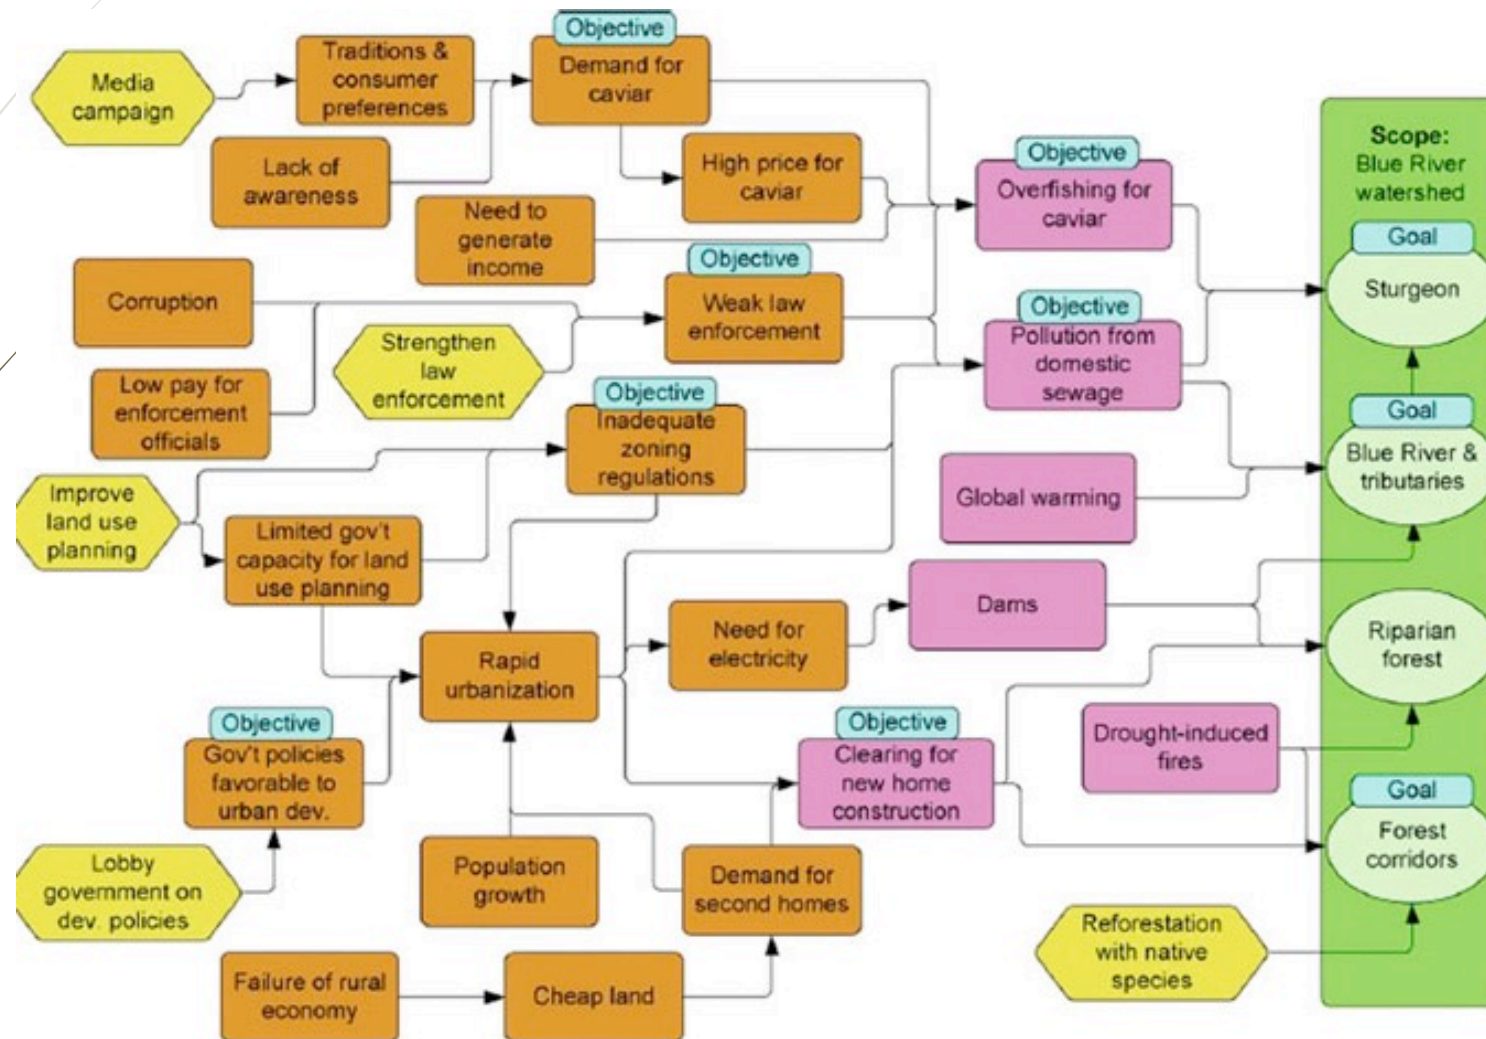 Objective
Media
campaign
Traditions &
consumer
preferences
Demand for
caviar
Lack of
awareness
High price for
caviar
Need to
generate
income
Objective
Overfishing for
caviar
Scope:
Blue River
watershed
Goal
Sturgeon
Corruption
Objective
Weak law
enforcement
Strengthen
law
enforcement
Objective
Pollution from
domestic
sewage
Low pay for
enforcement
officials
Objective
Inadequate
zoning
regulations
Goal
Blue River &
tributaries
Global warming
Improve
land use
planning
Limited gov't
capacity for land
use planning
Dams
Need for
electricity
Rapid
urbanization
Riparian
forest
Objective
Gov't policies
favorable to
urban dev.
Objective
Clearing for
new home
construction
Drought-induced
fires
Goal
Forest
corridors
Lobby
government on
dev. policies
Population
growth
Demand for
second homes
Reforestation
with native
species
Failure of rural
economy
Cheap land